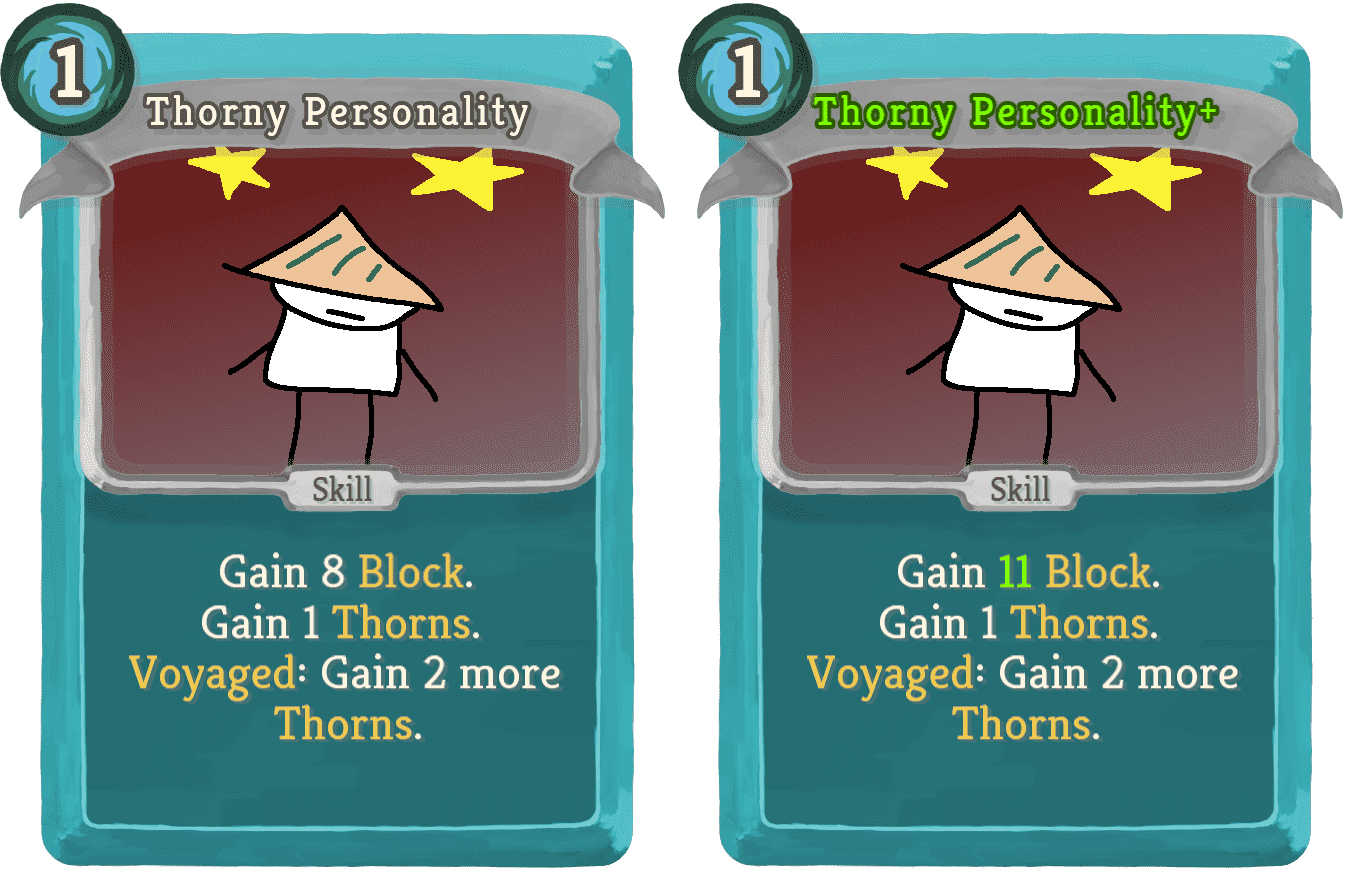 1
Thorny Personality
Skill
Gain 8 Block.
Gain 1 Thorns.
Voyaged: Gain 2 more
Thorns.
1
Thorny Personality+
Skill
Gain 11 Block.
Gain 1 Thorns.
Voyaged: Gain 2 more
Thorns.